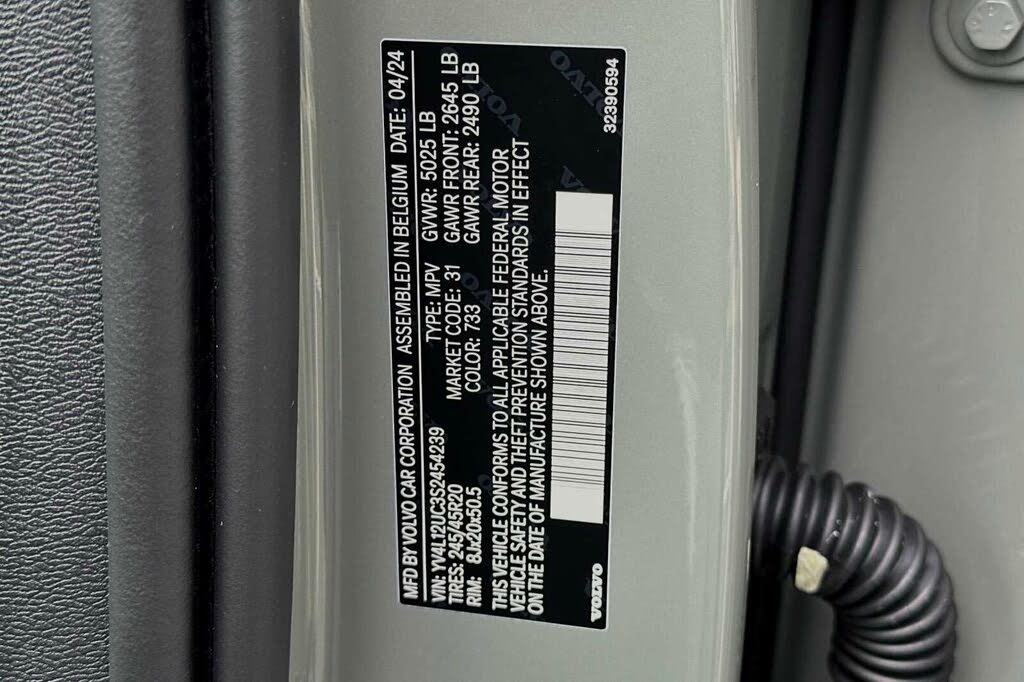 MFD BY VOLVO CAR CORPORATION ASSEMBLED IN BELGIUM DATE: 04/24
VIN: YV4L12UC3S2454239 TYPE: MPV GVWR: 5025 LB
TIRES: 245/45R20 MARKET CODE: 31 GAWR FRONT: 2645 LB
RIM: 8Jx20x50.5 COLOR: 733 GAWR REAR: 2490 LB
THIS VEHICLE CONFORMS TO ALL APPLICABLE FEDERAL MOTOR
VEHICLE SAFETY AND THEFT PREVENTION STANDARDS IN EFFECT
ON THE DATE OF MANUFACTURE SHOWN ABOVE.
VOLVO 32390594